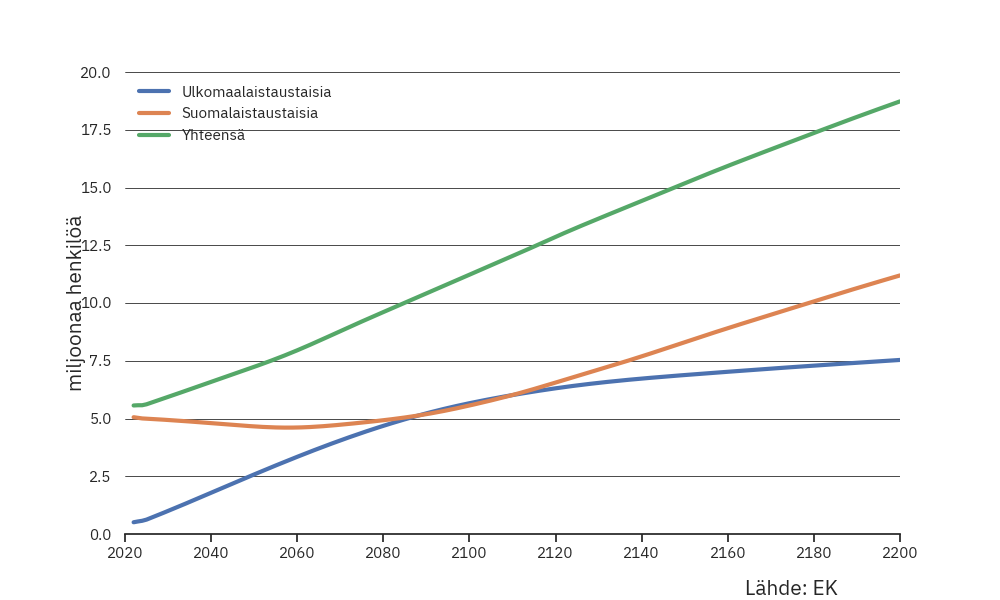 20.0
Ulkomaalaistaustaisia
Suomalaistaustaisia
Yhteensä
17.5
15.0
12.5
10.0
7.5
5.0
2.5
0.0
miljoonaa henkilöä
2020 2040 2060 2080 2100 2120 2140 2160 2180 2200
Lähde: EK